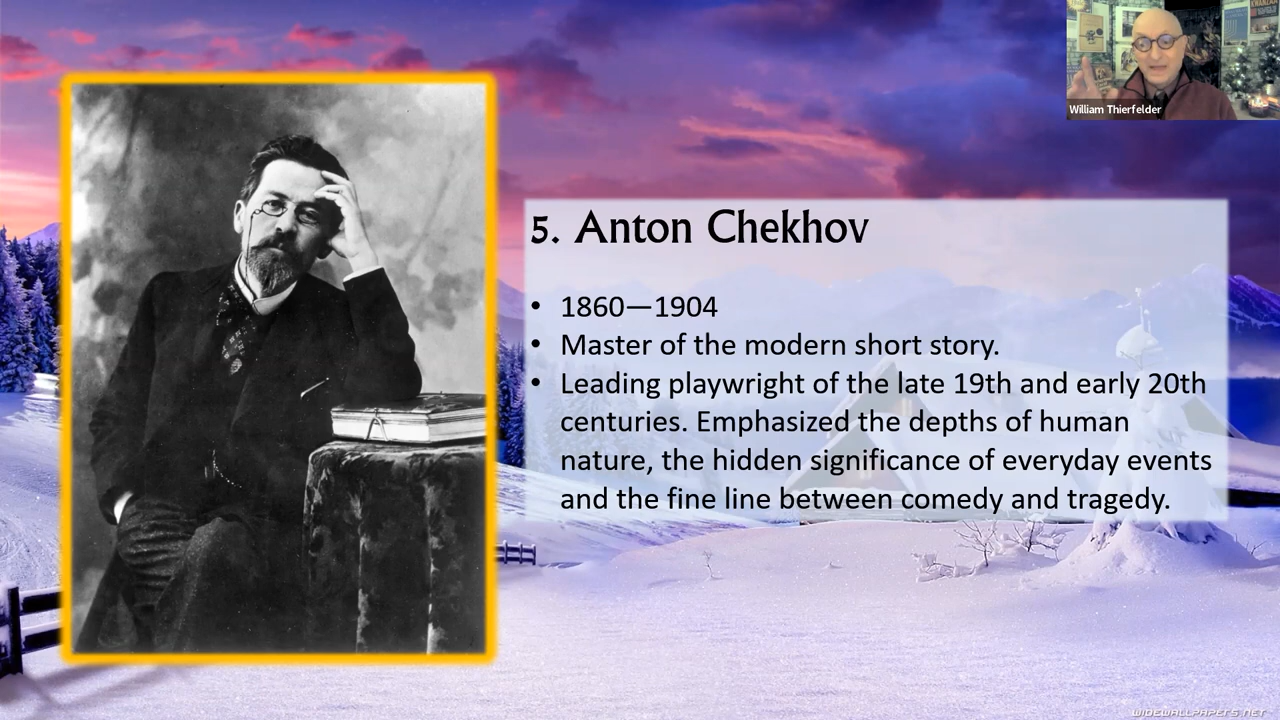 William Thierfelder
5. Anton Chekhov
• 1860—1904
• Master of the modern short story.
• Leading playwright of the late 19th and early 20th
centuries. Emphasized the depths of human
nature, the hidden significance of everyday events
and the fine line between comedy and tragedy.
WIDEWALLPAPERS.NET